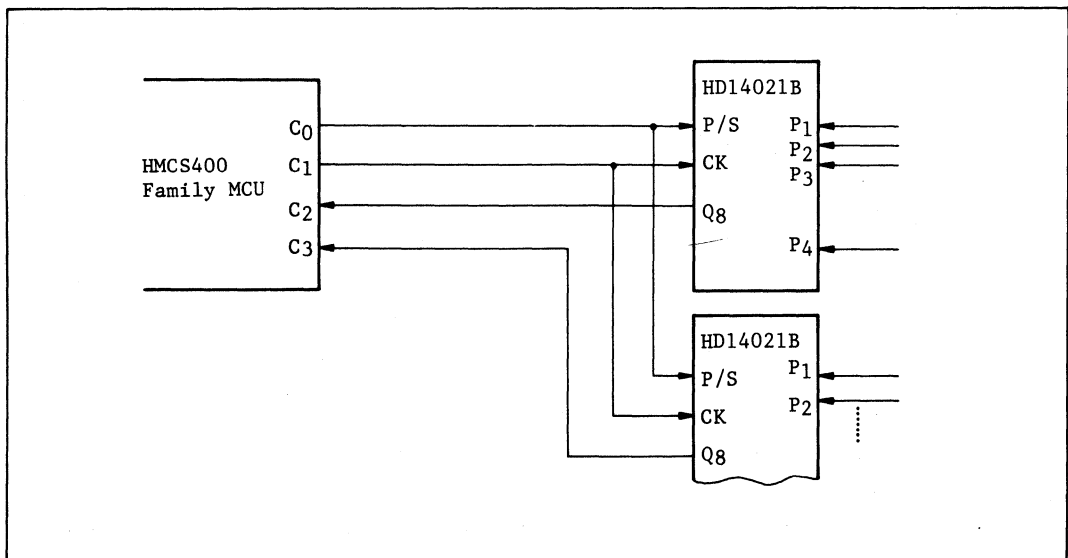 HMCS400
Family MCU
C0
C1
C2
C3
HD14021B
P/S
CK
Q8
P1
P2
P3
P4
HD14021B
P/S
CK
Q8
P1
P2